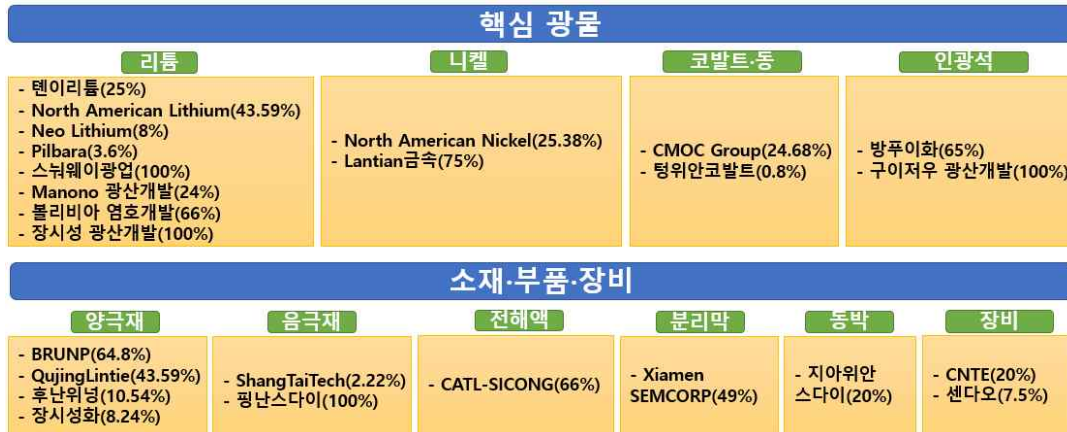 핵심 광물
리튬
- 톈이리튬(25%)
- North American Lithium(43.59%)
- Neo Lithium(8%)
- Pilbara(3.6%)
- 스눠웨이광업(100%)
- Manono 광산개발(24%)
- 볼리비아 염호개발(66%)
- 장시성 광산개발(100%)
니켈
- North American Nickel(25.38%)
- Lantian금속(75%)
코발트·동
- CMOC Group(24.68%)
- 텅위안코발트(0.8%)
인광석
- 방푸이화(65%)
- 구이저우 광산개발(100%)
소재·부품·장비
양극재
- BRUNP(64.8%)
- QujingLintie(43.59%)
- 후난위넝(10.54%)
- 장시성화(8.24%)
음극재
- ShangTaiTech(2.22%)
- 핑난스다이(100%)
전해액
- CATL-SICONG(66%)
분리막
- Xiamen
SEMCORP(49%)
동박
- 지아위안
스다이(20%)
장비
- CNTE(20%)
- 센다오(7.5%)